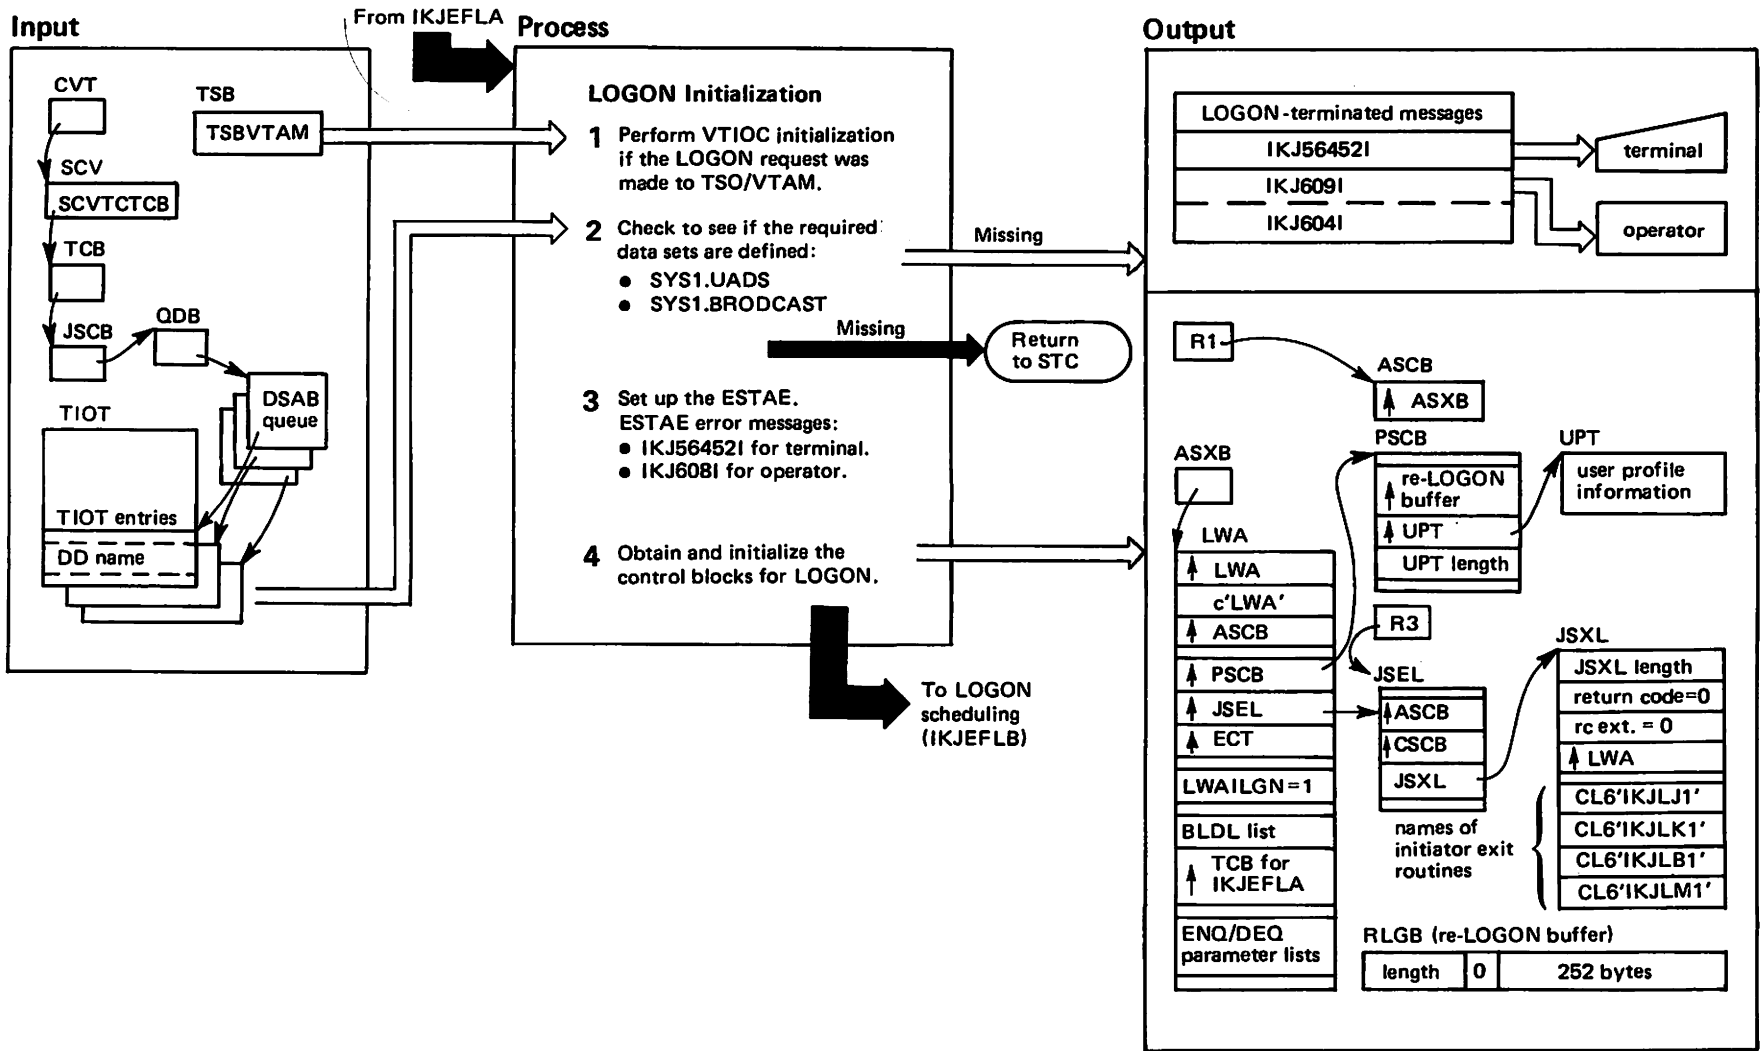 From IKJEFLA
Input
Process
Output
CVT
TSB
TSBVTAM
SCV
SCVTCTCB
TCB
JSCB
QDB
DSAB
queue
TIOT
TIOT entries
DD name
LOGON Initialization
1 Perform VTIOC initialization
if the LOGON request was
made to TSO/VTAM.
2 Check to see if the required
data sets are defined:
● SYS1.UADS
● SYS1.BRODCAST
Missing
Missing
Return
to STC
3 Set up the ESTAE.
ESTAE error messages:
● IKJ56452I for terminal.
● IKJ608I for operator.
4 Obtain and initialize the
control blocks for LOGON.
To LOGON
scheduling
(IKJEFLB)
LOGON-terminated messages
IKJ56452I
IKJ609I
IKJ604I
terminal
operator
R1
ASCB
ASXB
ASXB
LWA
LWA
c'LWA'
ASCB
PSCB
JSEL
ECT
LWAILGN=1
BLDL list
TCB for
IKJEFLA
ENQ/DEQ
parameter lists
PSCB
re-LOGON
buffer
UPT
UPT length
UPT
user profile
information
R3
JSEL
ASCB
CSCB
JSXL
JSXL
JSXL length
return code=0
rc ext. = 0
LWA
CL6'IKJLJ1'
CL6'IKJLK1'
CL6'IKJLB1'
CL6'IKJLM1'
names of
initiator exit
routines
RLGB (re-LOGON buffer)
length 0 252 bytes